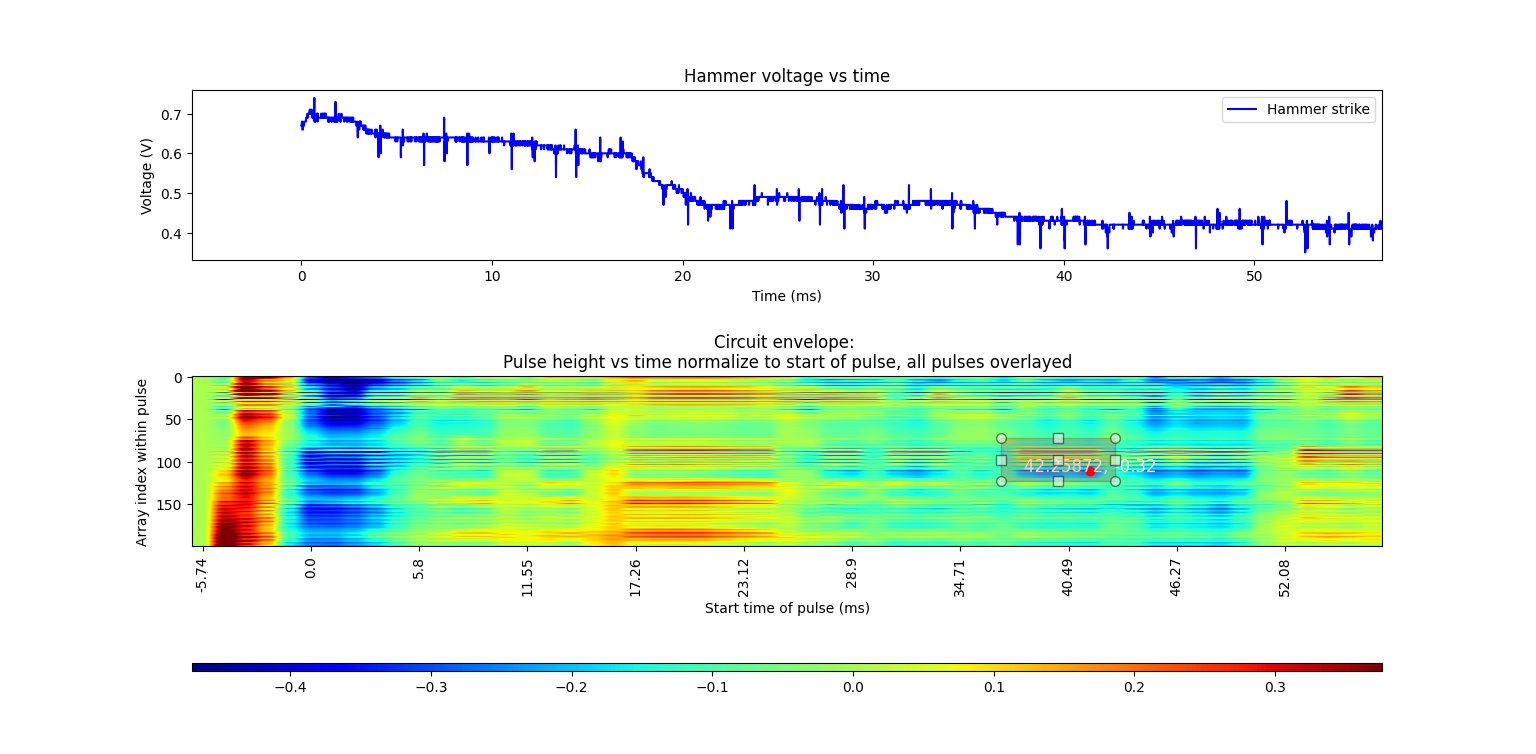 Hammer voltage vs time
Hammer strike
Voltage (V)
0.7
0.6
0.5
0.4
0 10 20 30 40 50
Time (ms)
Circuit envelope:
Pulse height vs time normalize to start of pulse, all pulses overlayed
Array index within pulse
0
50
100
150
42.25872, -0.32
-5.74 0.0 5.8 11.55 17.26 23.12 28.9 34.71 40.49 46.27 52.08
Start time of pulse (ms)
−0.4 −0.3 −0.2 −0.1 0.0 0.1 0.2 0.3